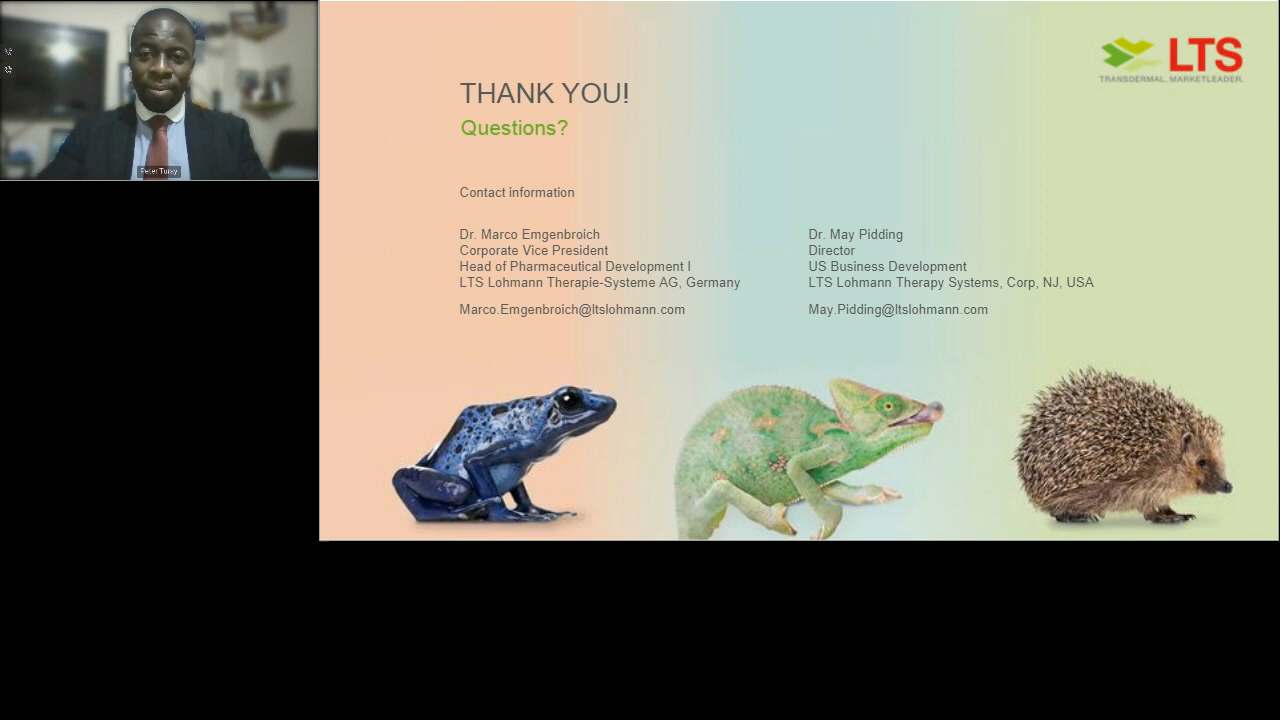 Peter Turay
LTS
TRANSDERMAL. MARKETLEADER.
THANK YOU!
Questions?
Contact information
Dr. Marco Emgenbroich
Corporate Vice President
Head of Pharmaceutical Development I
LTS Lohmann Therapie-Systeme AG, Germany
Marco.Emgenbroich@ltslohmann.com
Dr. May Pidding
Director
US Business Development
LTS Lohmann Therapy Systems, Corp, NJ, USA
May.Pidding@ltslohmann.com